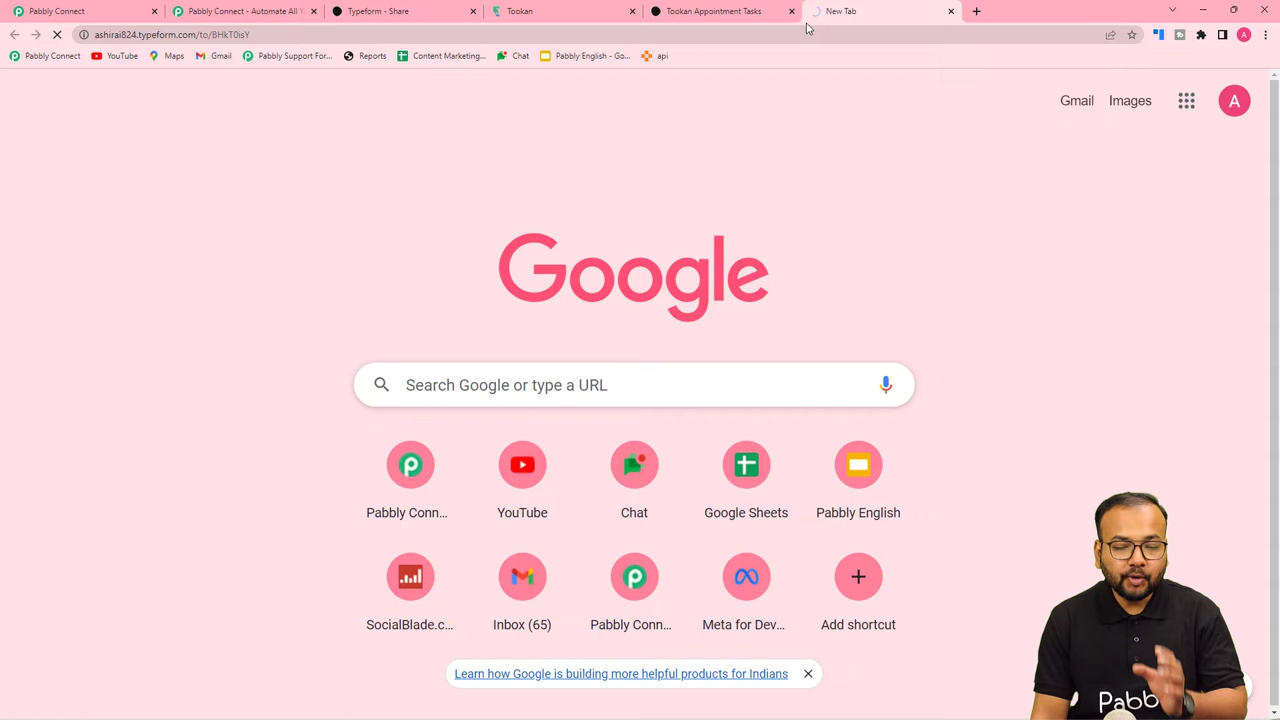 Pabbly Connect
Pabbly Connect - Automate All Y
Typeform - Share
Tookan
Tookan Appointment Tasks
New Tab
ashirai824.typeform.com/to/BHkT0isY
A
Pabbly Connect
YouTube
Maps
Gmail
Pabbly Support For...
Reports
Content Marketing...
Chat
Pabbly English - Go...
api
Gmail
Images
A
Google
Search Google or type a URL
Pabbly Conn...
YouTube
Chat
Google Sheets
Pabbly English
SocialBlade.c...
Inbox (65)
Pabbly Conn...
Meta for Dev...
Add shortcut
Learn how Google is building more helpful products for Indians
Pabb